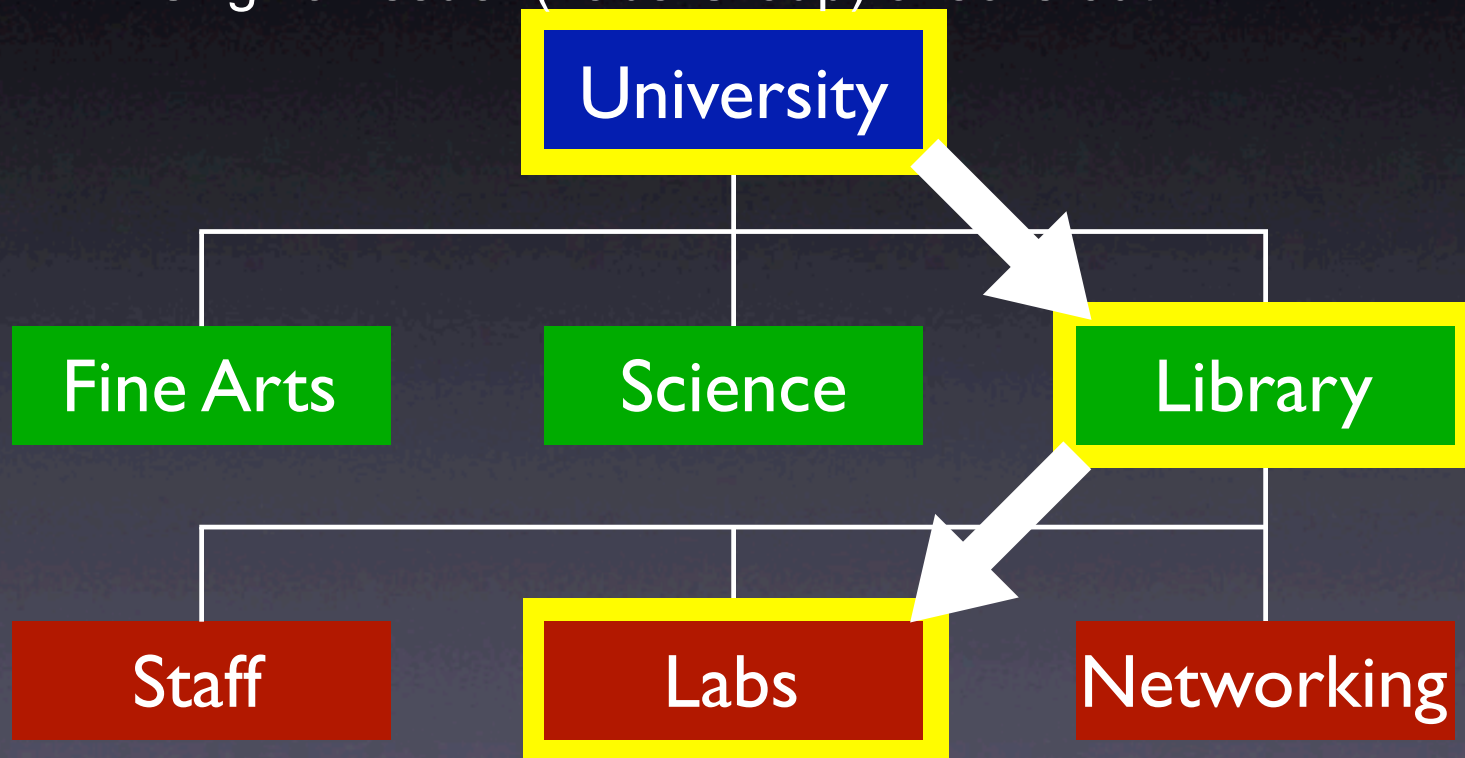 University
Fine Arts
Science
Library
Staff
Labs
Networking